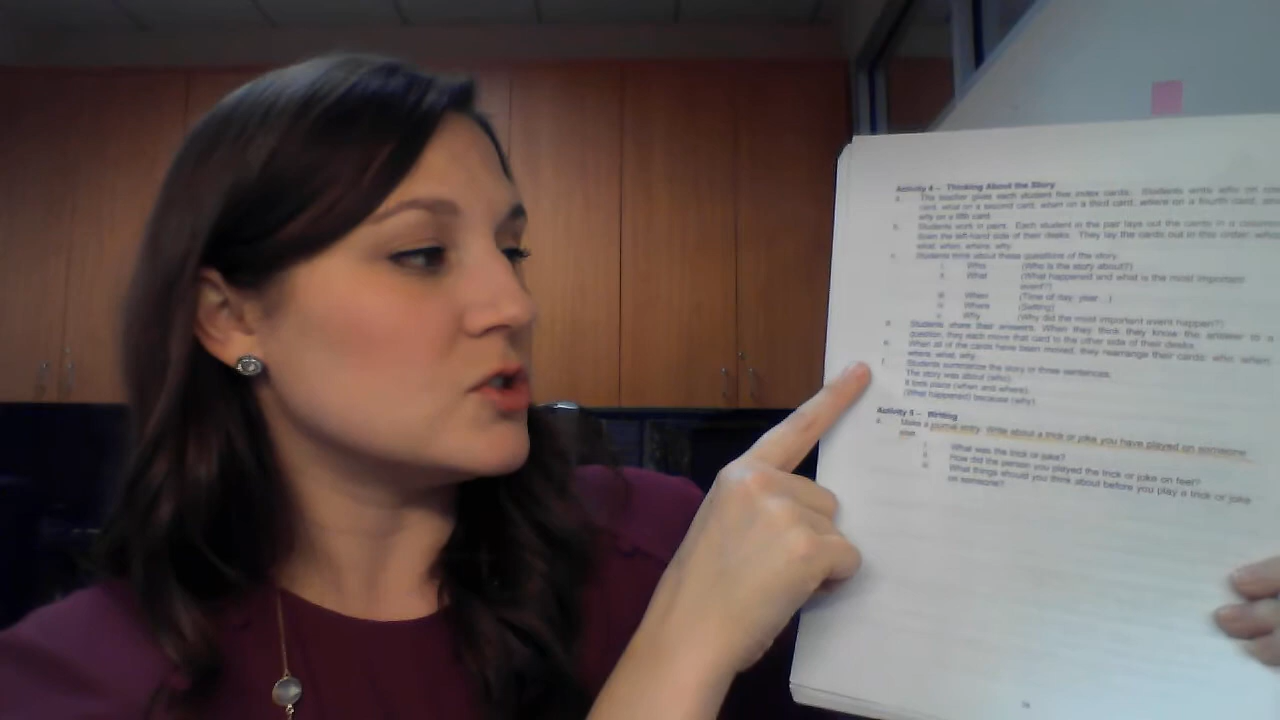 Activity 4 - Thinking About the Story
a. The teacher gives each student five index cards. Students write who on one
card, what on a second card, when on a third card, where on a fourth card, and
why on a fifth card.
b. Students work in pairs. Each student in the pair lays out the cards in a column
down the left-hand side of their desks. They lay the cards out in this order: who,
what, when, where, why.
c. Students think about these questions of the story.
i. Who (Who is the story about?)
ii. What (What happened and what is the most important
event?)
iii. When (Time of day, year...)
iv. Where (Setting)
v. Why (Why did the most important event happen?)
d. Students share their answers. When they think they know the answer to a
question, they each move that card to the other side of their desks.
e. When all of the cards have been moved, they rearrange their cards: who, when,
where, what, why.
f. Students summarize the story in three sentences:
The story was about (who).
It took place (when and where).
(What happened) because (why).
Activity 5 - Writing
a. Make a journal entry. Write about a trick or joke you have played on someone
else.
i. What was the trick or joke?
ii. How did the person you played the trick or joke on feel?
iii. What things should you think about before you play a trick or joke
on someone?